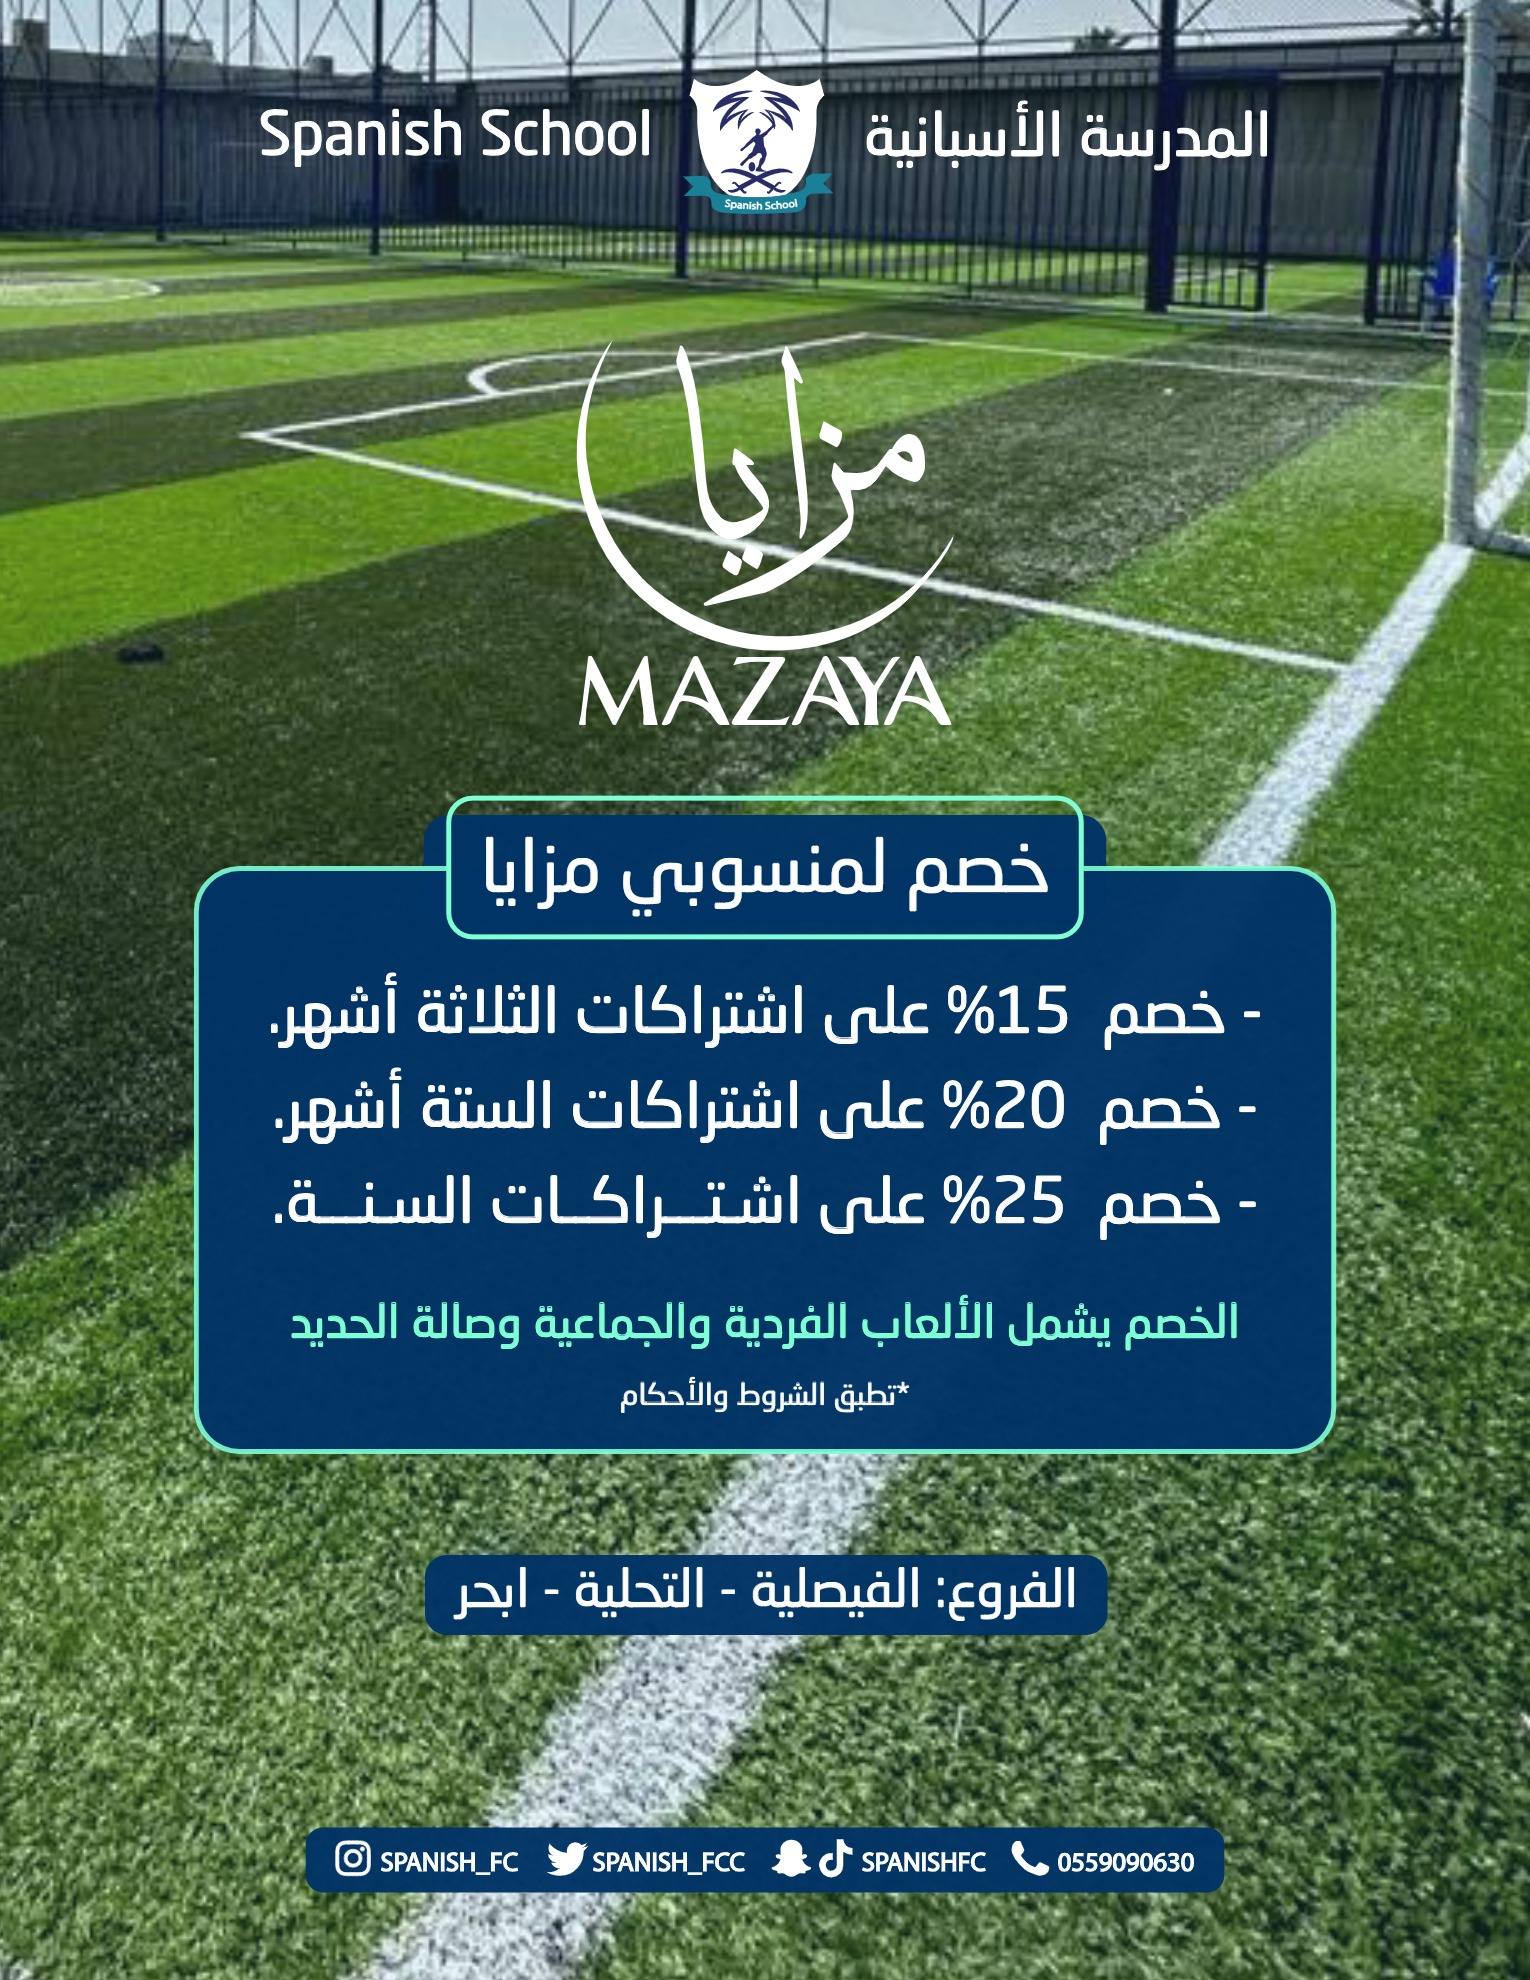 Spanish School
المدرسة الأسبانية
Spanish School
مزايا
MAZAYA
خصم لمنسوبي مزايا
- خصم 15% على اشتراكات الثلاثة أشهر.
- خصم 20% على اشتراكات الستة أشهر.
- خصم 25% على اشتـــراكــات السنـــة.
الخصم يشمل الألعاب الفردية والجماعية وصالة الحديد
*تطبق الشروط والأحكام
الفروع: الفيصلية - التحلية - ابحر
SPANISH_FC SPANISH_FCC SPANISHFC 0559090630